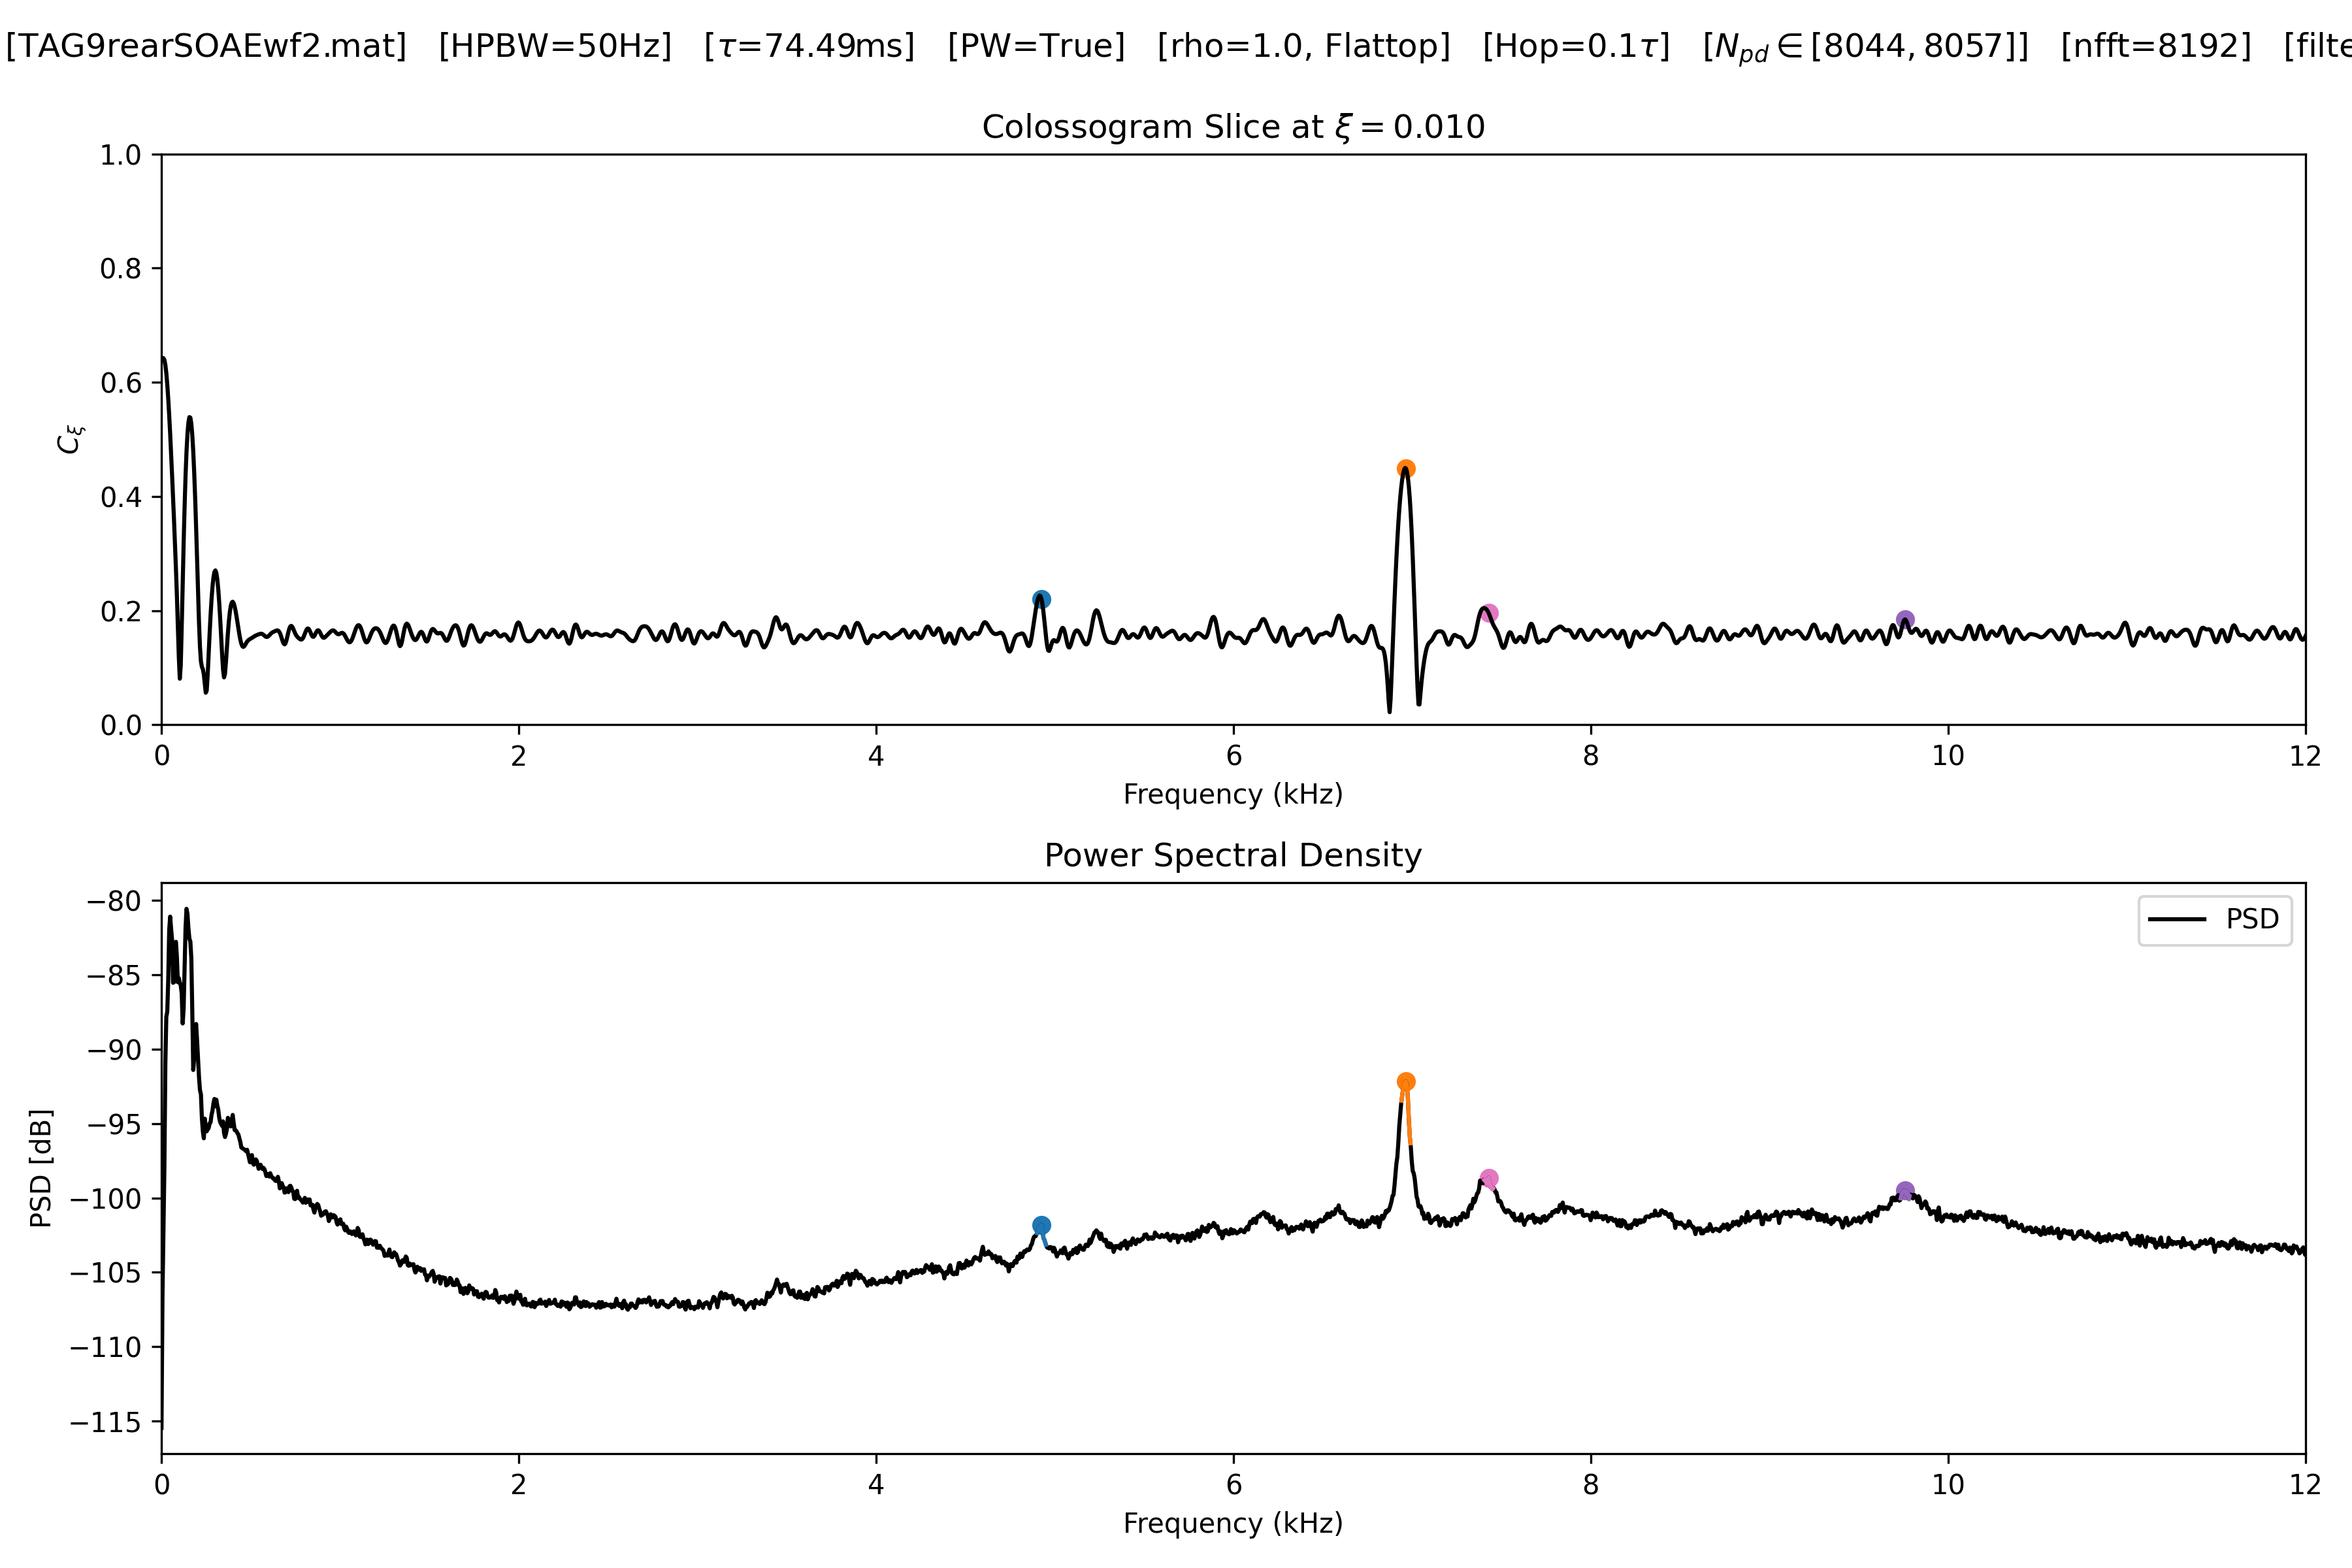 [TAG9rearSOAEwf2.mat] [HPBW=50Hz] [τ=74.49ms] [PW=True] [rho=1.0, Flattop] [Hop=0.1τ] [N_pd ∈ [8044, 8057]] [nfft=8192] [filte
Colossogram Slice at ξ = 0.010
1.0
0.8
0.6
0.4
0.2
0.0
C_ξ
0 2 4 6 8 10 12
Frequency (kHz)
Power Spectral Density
PSD
−80
−85
−90
−95
−100
−105
−110
−115
PSD [dB]
0 2 4 6 8 10 12
Frequency (kHz)